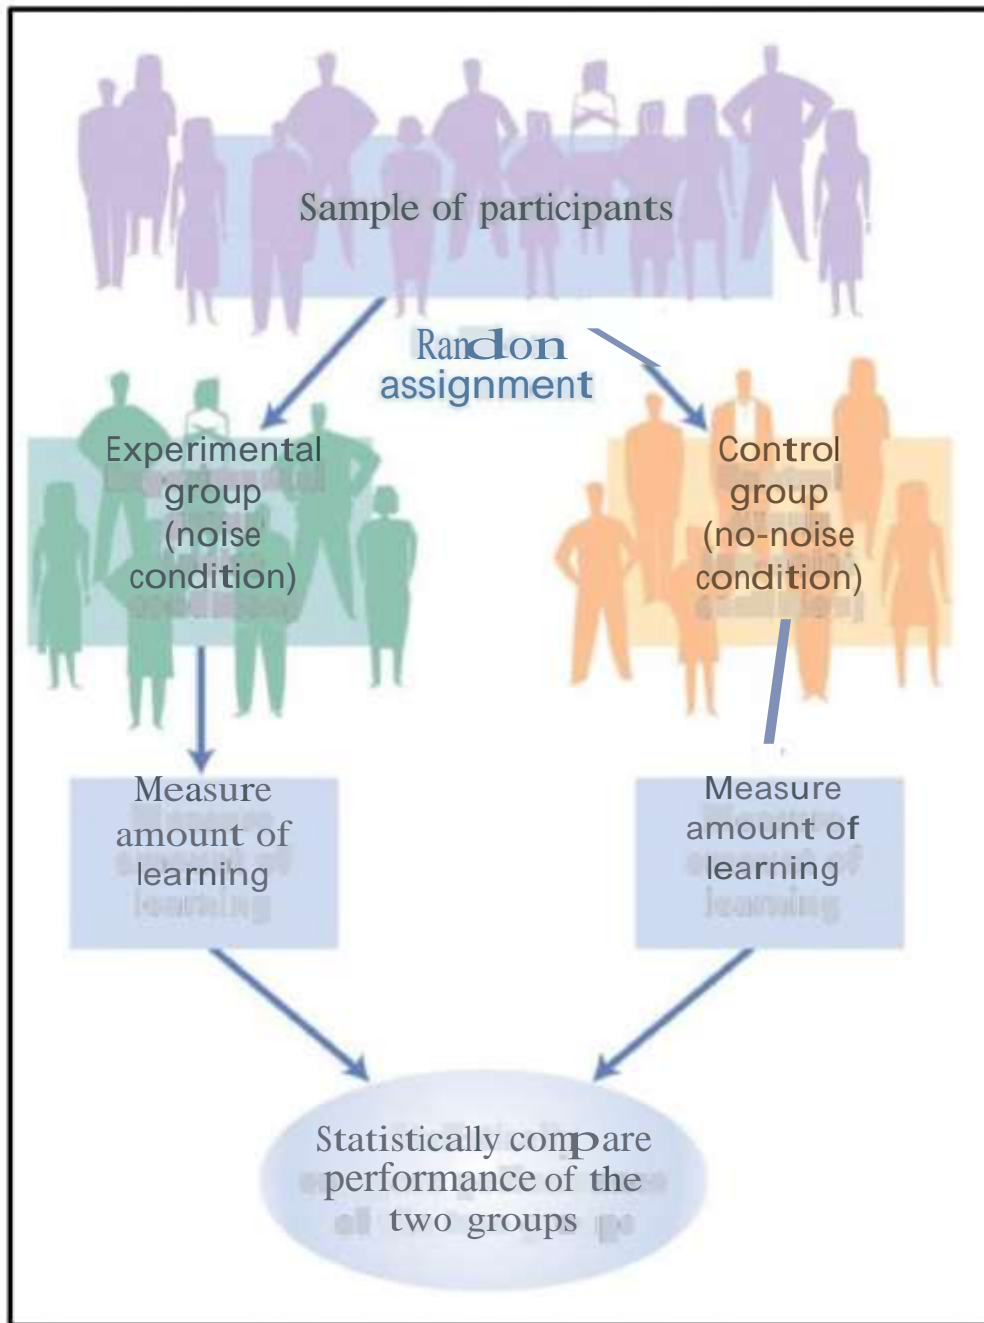 Sample of participants
Randon
assignment
Experimental
group
(noise
condition)
Control
group
(no-noise
condition)
Measure
amount of
learning
Measure
amount of
learning
Statistically compare
performance of the
two groups